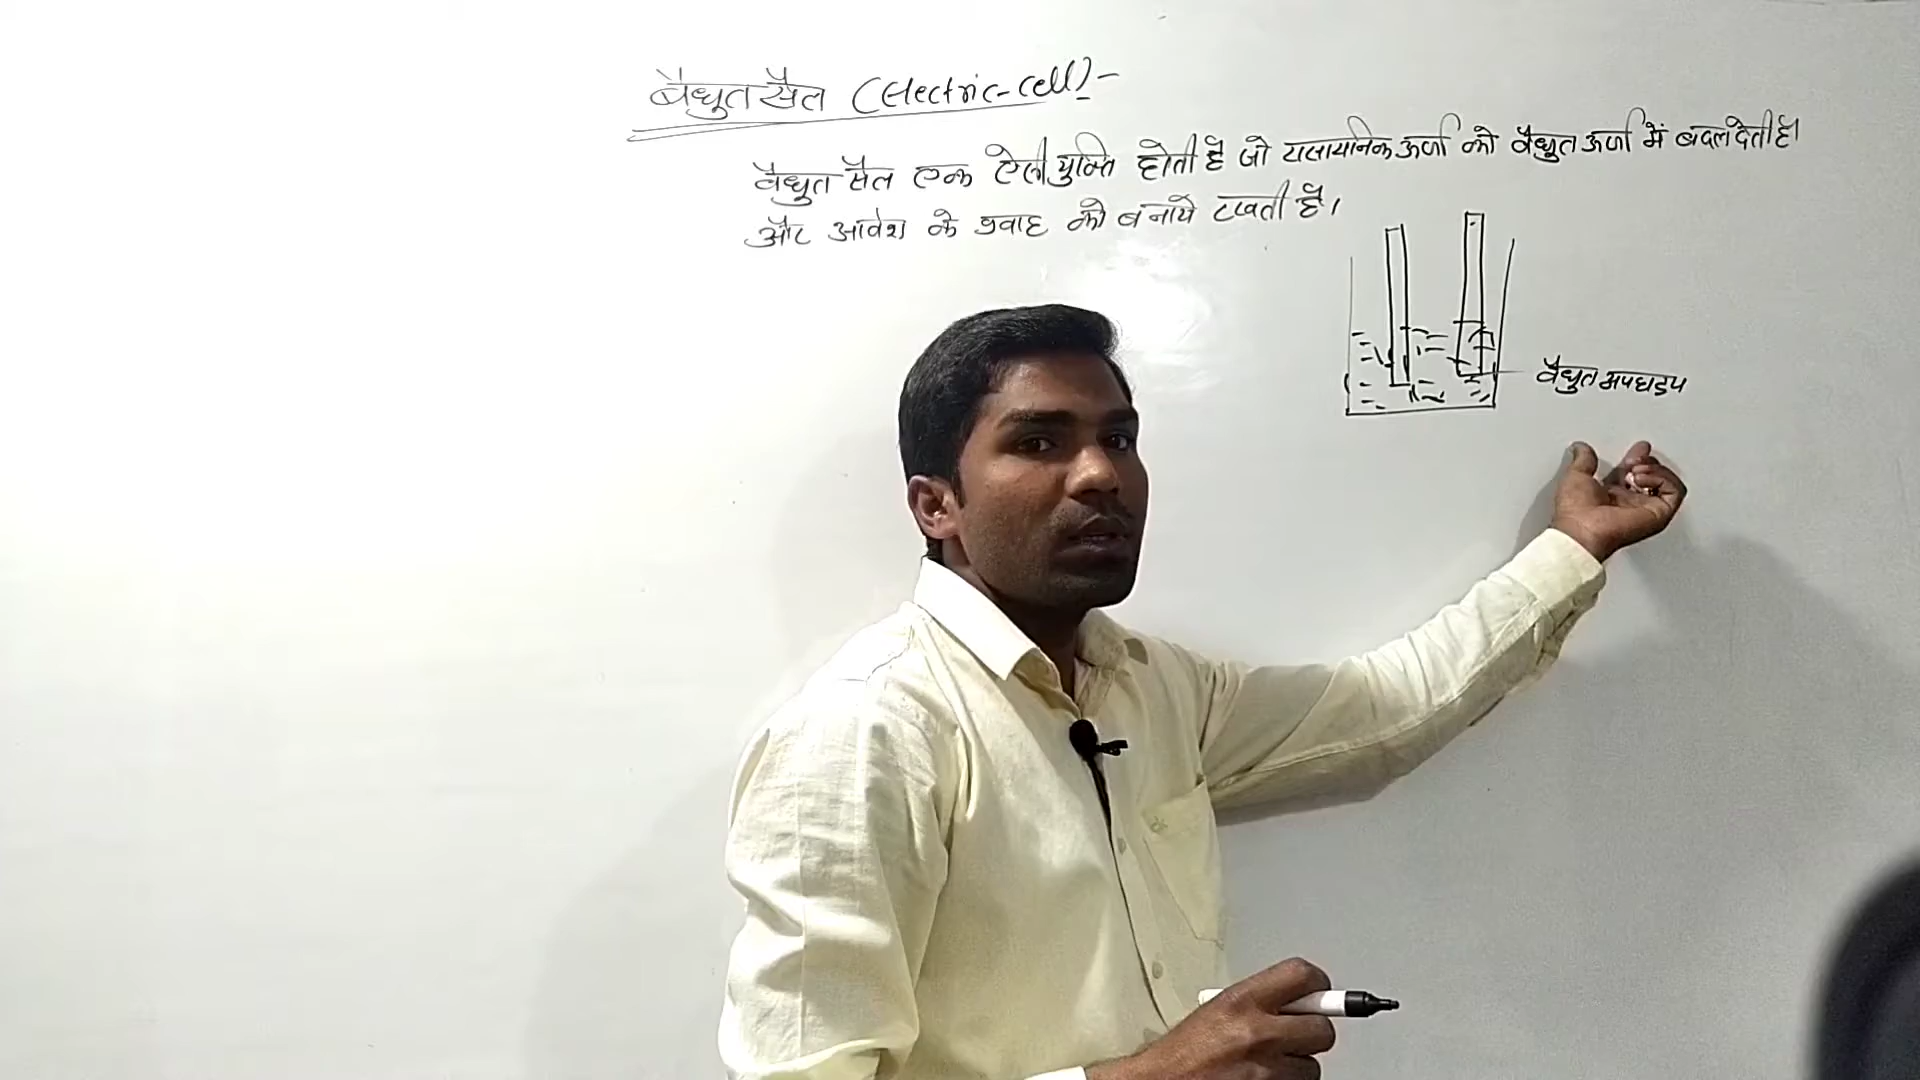 वैधुत सैल (Electric-Cell)-
वैधुत सैल एक ऐसी युक्ति होती है जो रासायनिक ऊर्जा को वैधुत ऊर्जा में बदल देती है।
और आवेश के प्रवाह को बनाये रखती है।
वैधुत अपघट्य